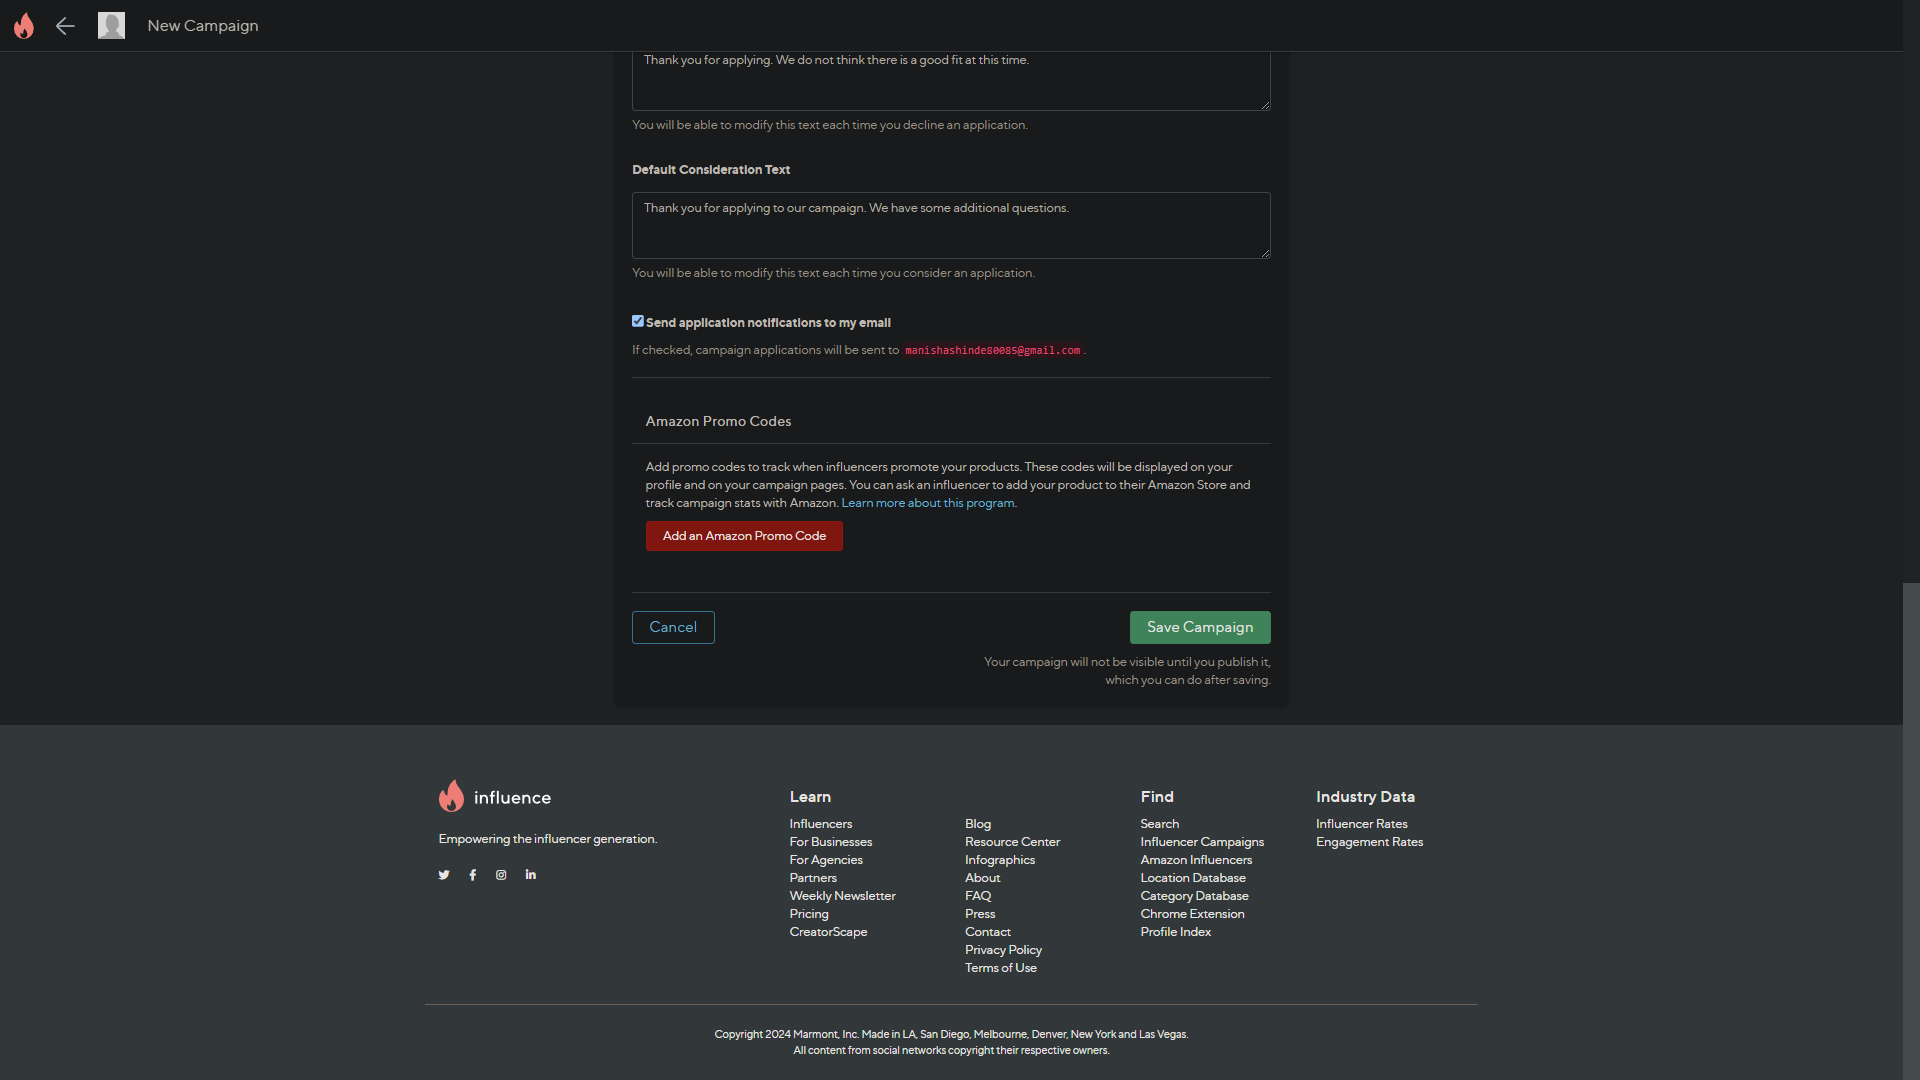 New Campaign
Thank you for applying. We do not think there is a good fit at this time.
You will be able to modify this text each time you decline an application.
Default Consideration Text
Thank you for applying to our campaign. We have some additional questions.
You will be able to modify this text each time you consider an application.
Send application notifications to my email
If checked, campaign applications will be sent to manishashinde80085@gmail.com.
Amazon Promo Codes
Add promo codes to track when influencers promote your products. These codes will be displayed on your
profile and on your campaign pages. You can ask an influencer to add your product to their Amazon Store and
track campaign stats with Amazon. Learn more about this program.
Add an Amazon Promo Code
Cancel
Save Campaign
Your campaign will not be visible until you publish it,
which you can do after saving.
influence
Empowering the influencer generation.
Learn
Influencers
For Businesses
For Agencies
Partners
Weekly Newsletter
Pricing
CreatorScape
Blog
Resource Center
Infographics
About
FAQ
Press
Contact
Privacy Policy
Terms of Use
Find
Search
Influencer Campaigns
Amazon Influencers
Location Database
Category Database
Chrome Extension
Profile Index
Industry Data
Influencer Rates
Engagement Rates
Copyright 2024 Marmont, Inc. Made in LA, San Diego, Melbourne, Denver, New York and Las Vegas.
All content from social networks copyright their respective owners.